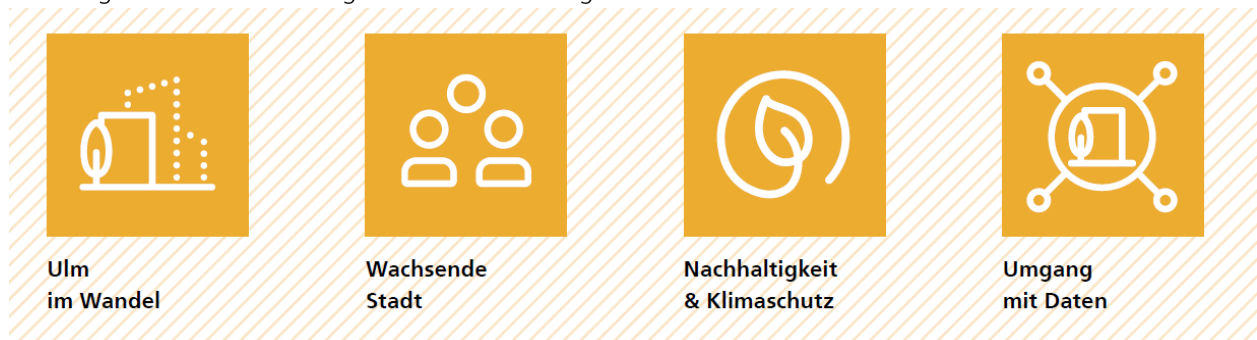 Ulm
im Wandel
Wachsende
Stadt
Nachhaltigkeit
& Klimaschutz
Umgang
mit Daten